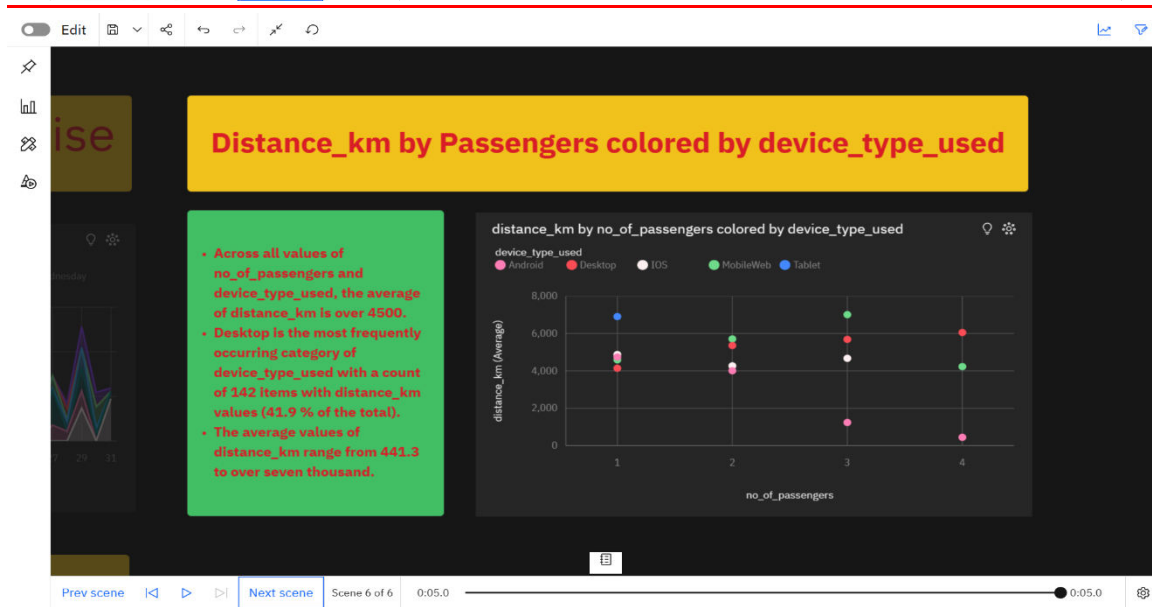 Edit
ise
Distance_km by Passengers colored by device_type_used
• Across all values of
no_of_passengers and
device_type_used, the average
of distance_km is over 4500.
• Desktop is the most frequently
occurring category of
device_type_used with a count
of 142 items with distance_km
values (41.9 % of the total).
• The average values of
distance_km range from 441.3
to over seven thousand.
nesday
7 29 31
distance_km by no_of_passengers colored by device_type_used
device_type_used
Android Desktop IOS MobileWeb Tablet
8,000
6,000
4,000
2,000
0
distance_km (Average)
1 2 3 4
no_of_passengers
Prev scene Next scene Scene 6 of 6 0:05.0 0:05.0